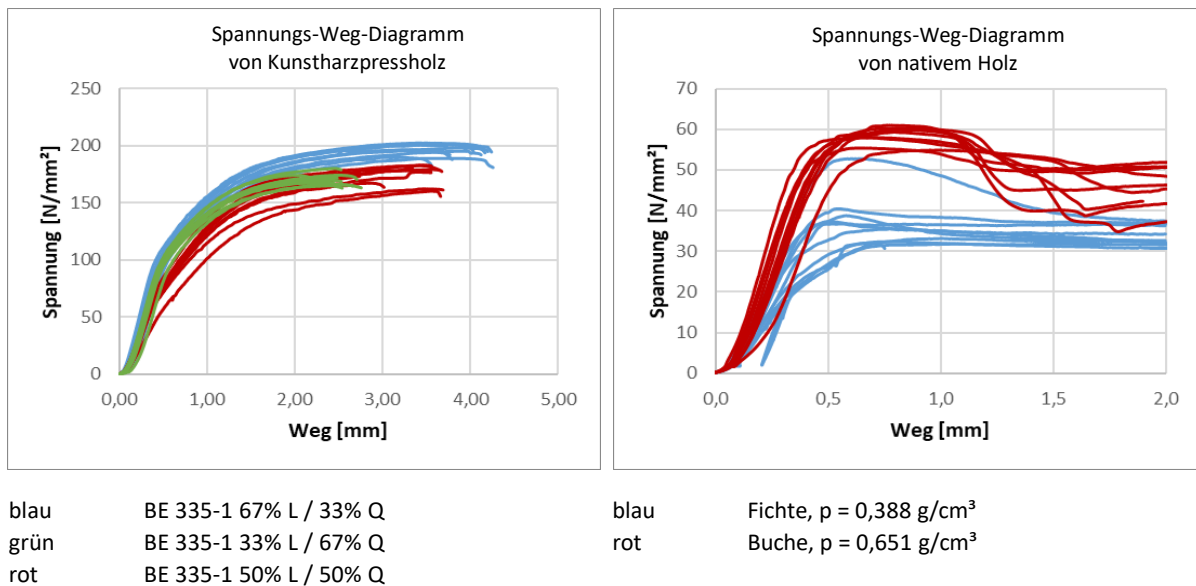 Spannungs-Weg-Diagramm
von Kunstharzpressholz
250
200
150
100
50
0
Spannung [N/mm²]
0,00 1,00 2,00 3,00 4,00 5,00
Weg [mm]
Spannungs-Weg-Diagramm
von nativem Holz
70
60
50
40
30
20
10
0
Spannung [N/mm²]
0,0 0,5 1,0 1,5 2,0
Weg [mm]
blau BE 335-1 67% L / 33% Q
grün BE 335-1 33% L / 67% Q
rot BE 335-1 50% L / 50% Q
blau Fichte, p = 0,388 g/cm³
rot Buche, p = 0,651 g/cm³